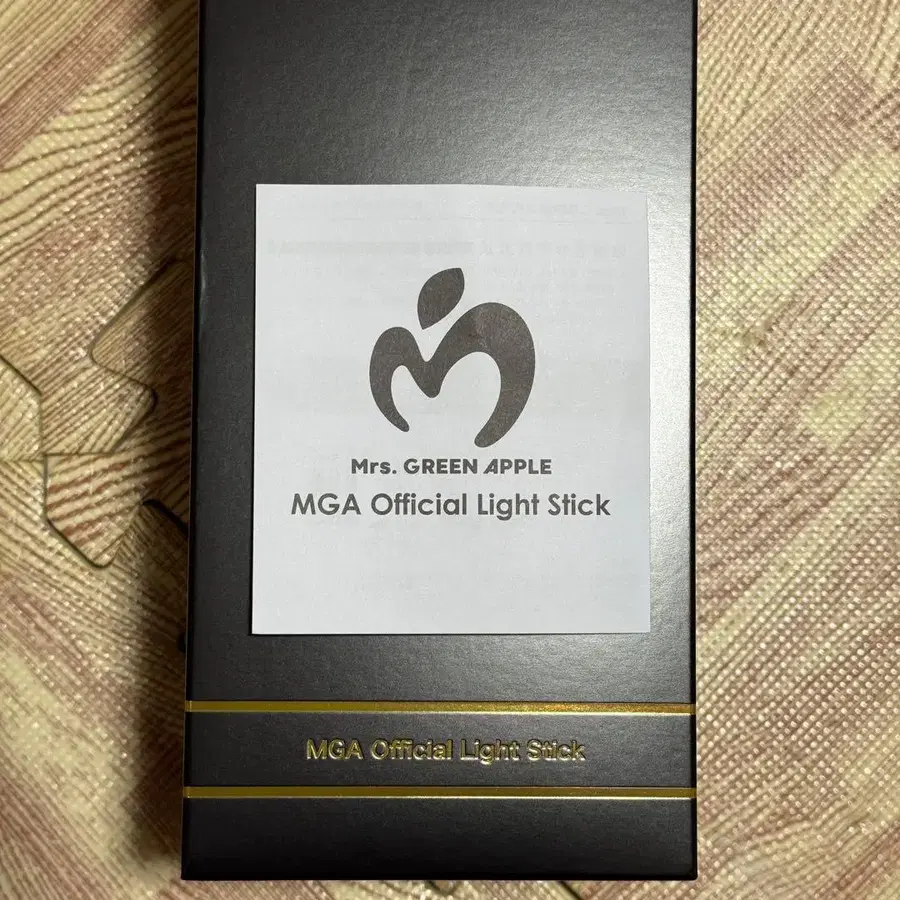 Mrs. GREEN APPLE
MGA Official Light Stick
MGA Official Light Stick